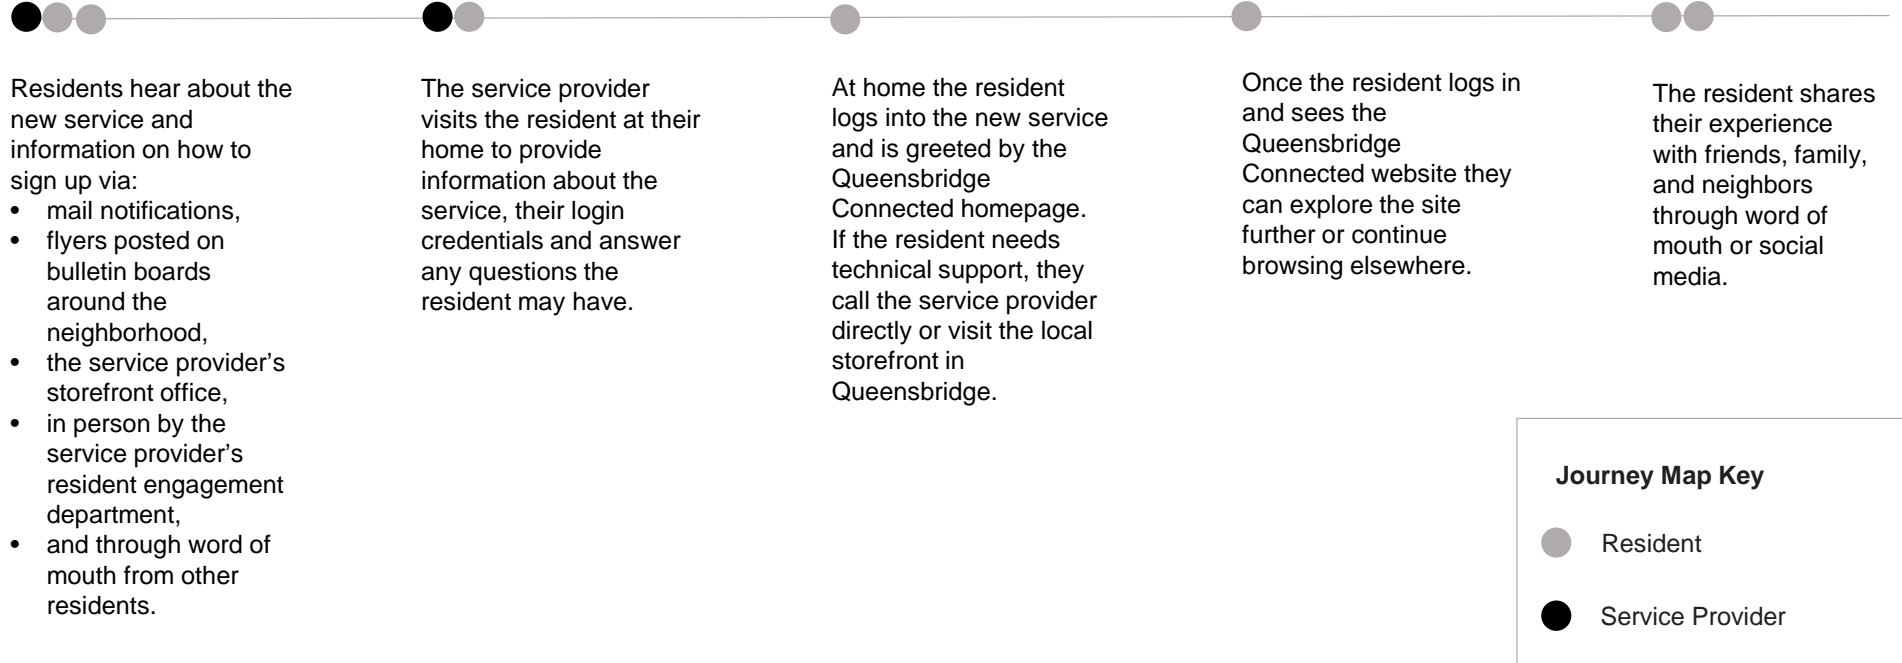 Residents hear about the
new service and
information on how to
sign up via:
• mail notifications,
• flyers posted on
bulletin boards
around the
neighborhood,
• the service provider’s
storefront office,
• in person by the
service provider’s
resident engagement
department,
• and through word of
mouth from other
residents.
The service provider
visits the resident at their
home to provide
information about the
service, their login
credentials and answer
any questions the
resident may have.
At home the resident
logs into the new service
and is greeted by the
Queensbridge
Connected homepage.
If the resident needs
technical support, they
call the service provider
directly or visit the local
storefront in
Queensbridge.
Once the resident logs in
and sees the
Queensbridge
Connected website they
can explore the site
further or continue
browsing elsewhere.
The resident shares
their experience
with friends, family,
and neighbors
through word of
mouth or social
media.
Journey Map Key
Resident
Service Provider